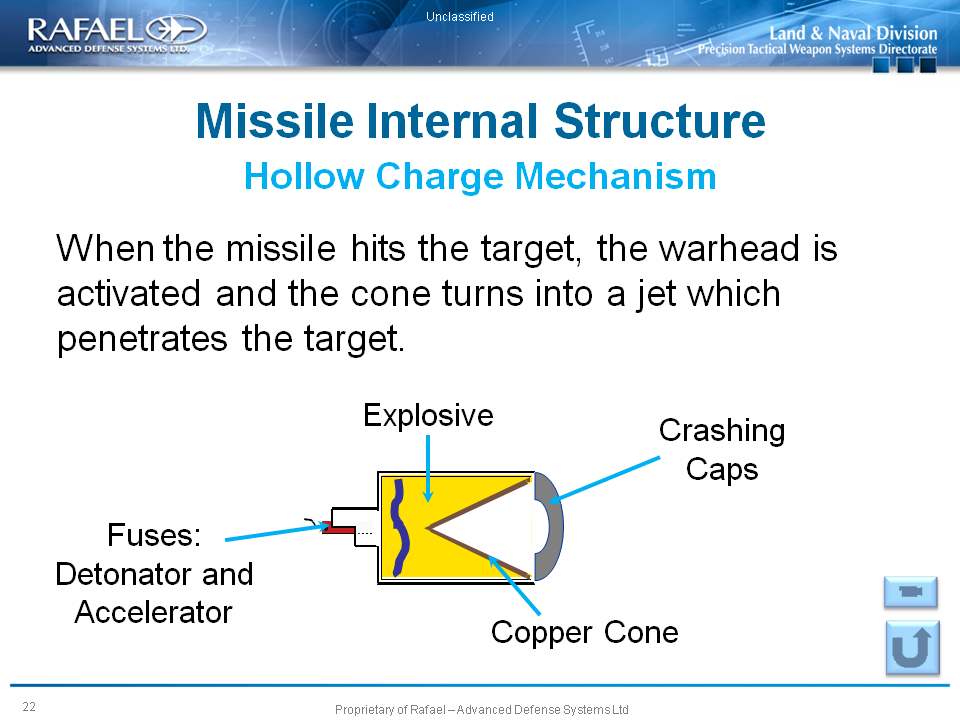 Unclassified
RAFAEL
ADVANCED DEFENSE SYSTEMS LTD.
Land & Naval Division
Precision Tactical Weapon Systems Directorate
Missile Internal Structure
Hollow Charge Mechanism
When the missile hits the target, the warhead is
activated and the cone turns into a jet which
penetrates the target.
Explosive
Crashing
Caps
Fuses:
Detonator and
Accelerator
Copper Cone
22
Proprietary of Rafael – Advanced Defense Systems Ltd